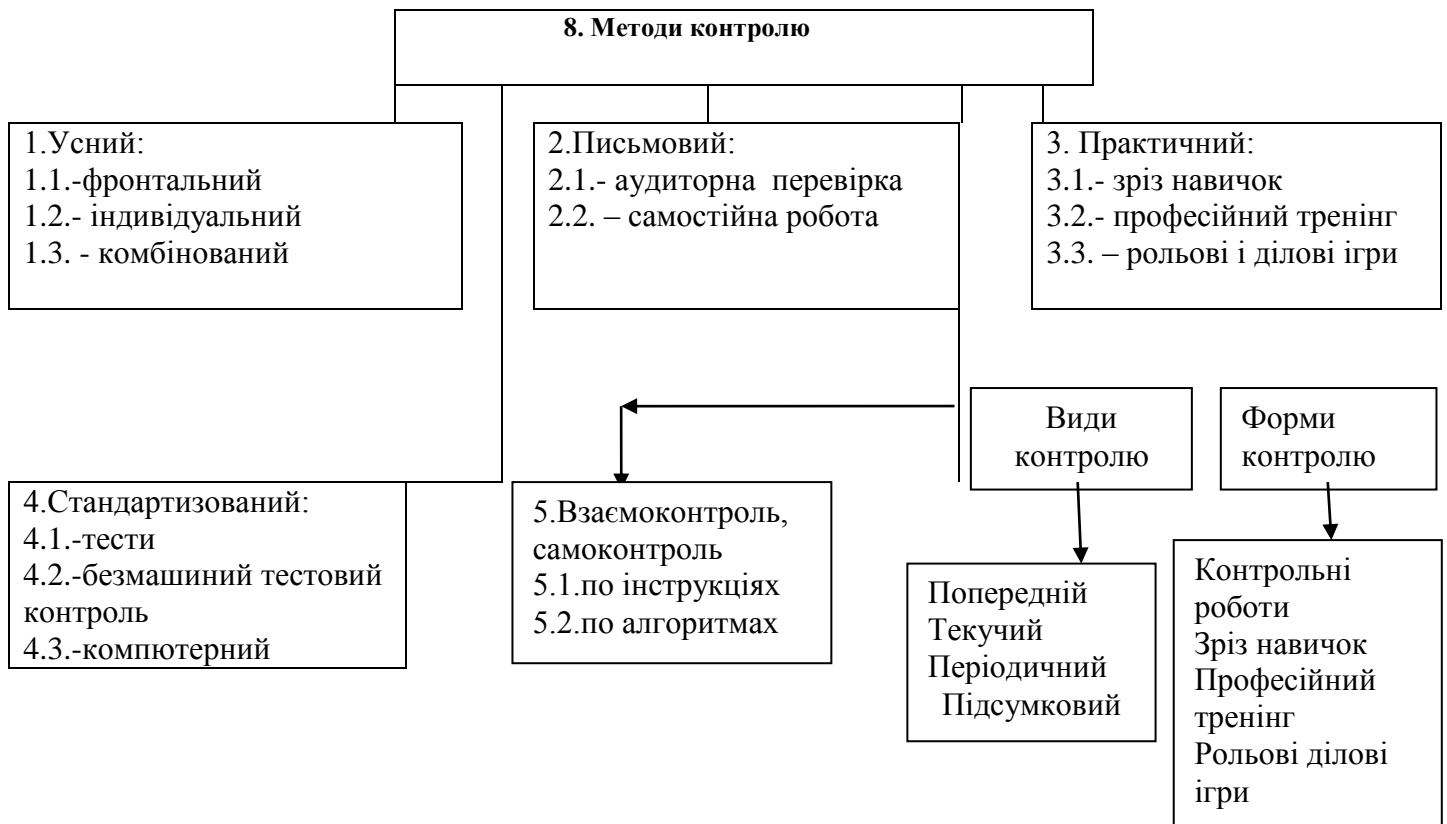 8. Методи контролю
1.Усний:
1.1.-фронтальний
1.2.- індивідуальний
1.3. - комбінований
2.Письмовий:
2.1.- аудиторна перевірка
2.2. – самостійна робота
3. Практичний:
3.1.- зріз навичок
3.2.- професійний тренінг
3.3. – рольові і ділові ігри
4.Стандартизований:
4.1.-тести
4.2.-безмашиний тестовий
контроль
4.3.-компютерний
5.Взаємоконтроль,
самоконтроль
5.1.по інструкціях
5.2.по алгоритмах
Види
контролю
Попередній
Текучий
Періодичний
Підсумковий
Форми
контролю
Контрольні
роботи
Зріз навичок
Професійний
тренінг
Рольові ділові
ігри